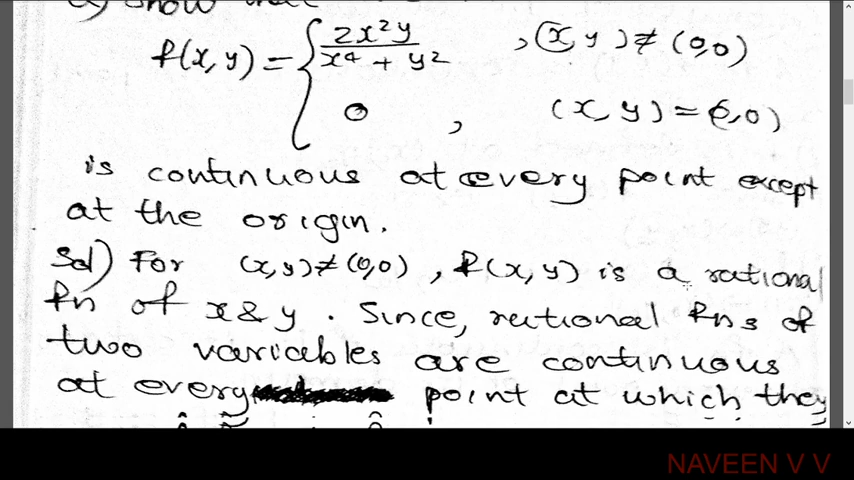 Show that
f(x, y) = { 2x²y / x⁴ + y² , (x, y) ≠ (0,0)
0 , (x, y) = (0,0)
is continuous at every point except
at the origin.
Sol) For (x,y) ≠ (0,0), f(x,y) is a rational
fn of x & y. Since, rational fns of
two variables are continuous
at every point at which they
NAVEEN V V